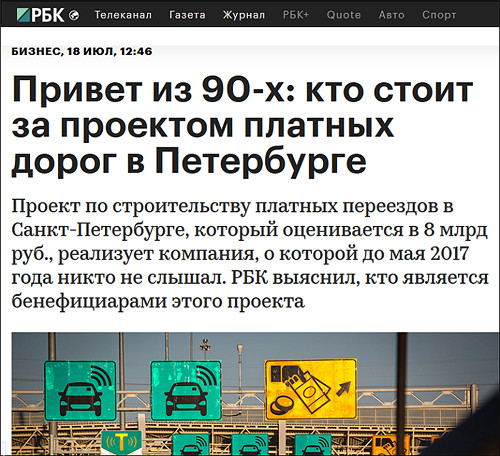 РБК Телеканал Газета Журнал РБК+ Quote Авто Спорт
БИЗНЕС, 18 ИЮЛ, 12:46
Привет из 90-х: кто стоит
за проектом платных
дорог в Петербурге
Проект по строительству платных переездов в
Санкт-Петербурге, который оценивается в 8 млрд
руб., реализует компания, о которой до мая 2017
года никто не слышал. РБК выяснил, кто является
бенефициарами этого проекта
T